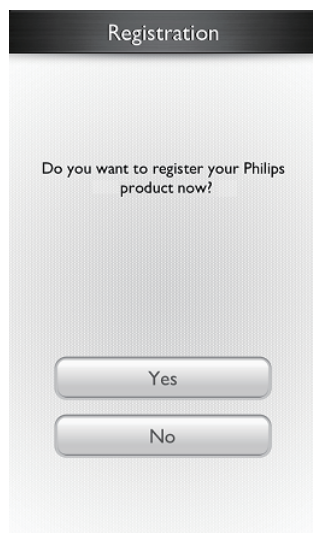 Registration
Do you want to register your Philips
product now?
Yes
No